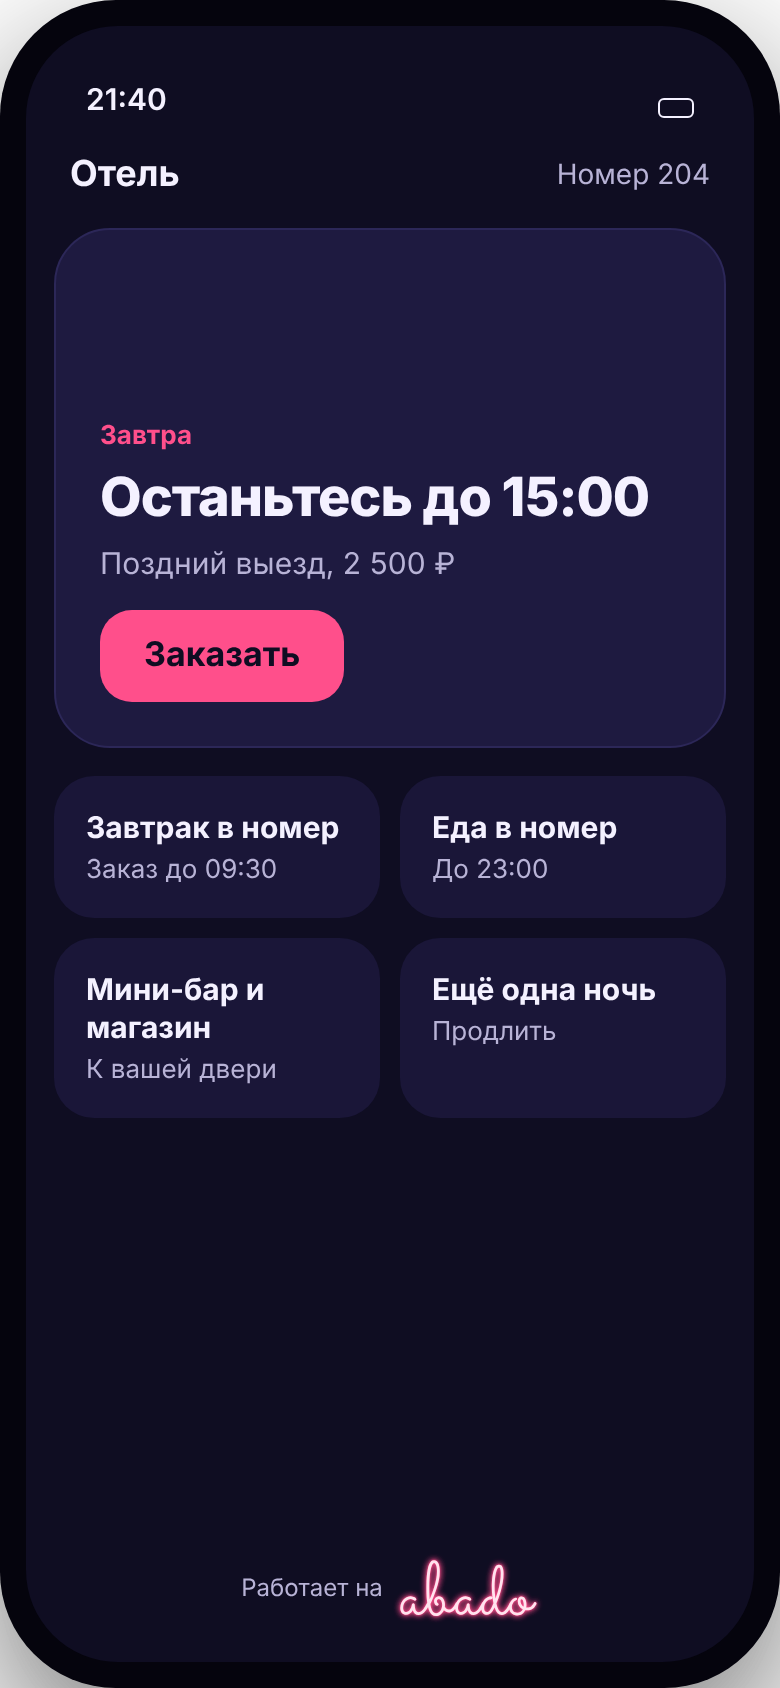 21:40
Отель
Номер 204
Завтра
Останьтесь до 15:00
Поздний выезд, 2 500 ₽
Заказать
Завтрак в номер
Заказ до 09:30
Еда в номер
До 23:00
Мини-бар и
магазин
К вашей двери
Ещё одна ночь
Продлить
Работает на abado